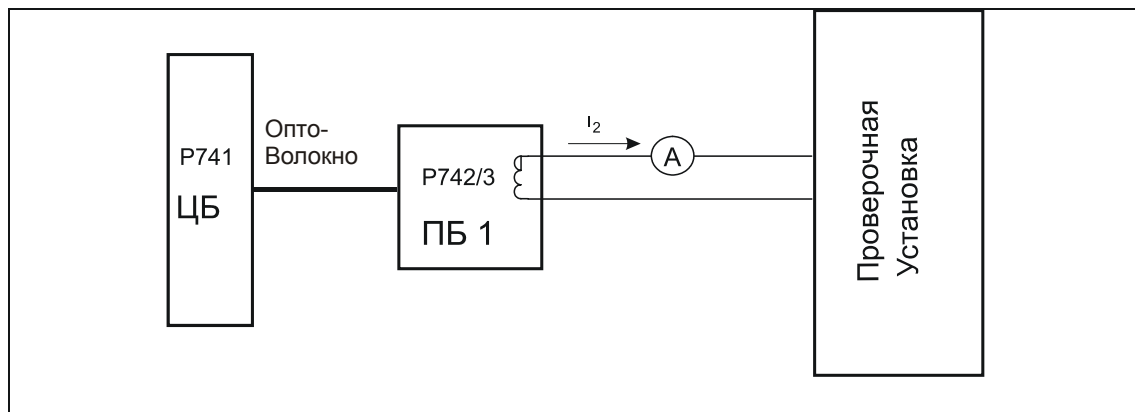 P741
ЦБ
Опто-
Волокно
P742/3
ПБ 1
I₂
A
Проверочная
Установка